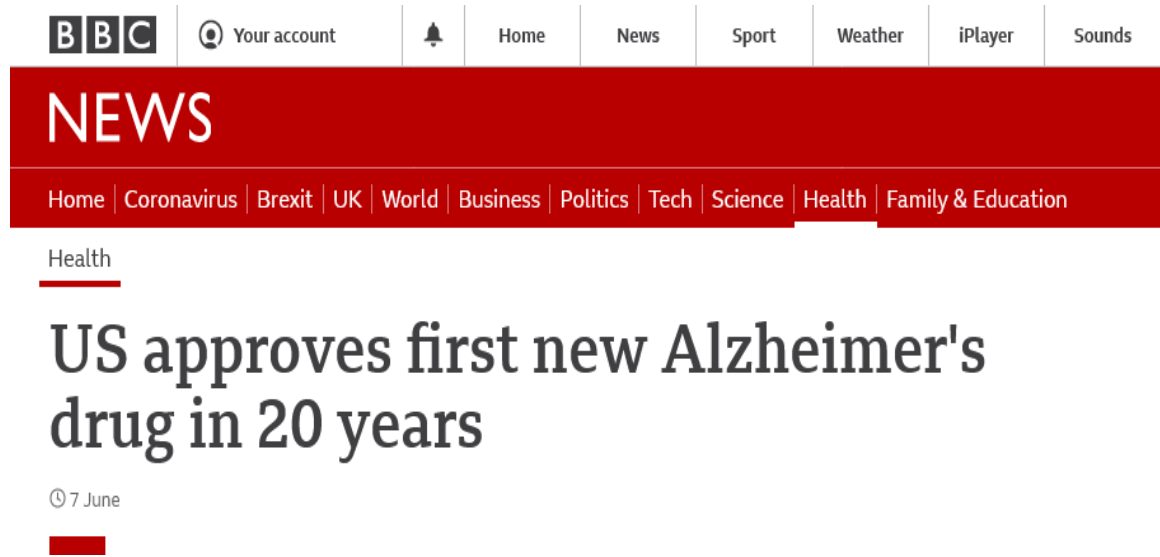 BBC Your account Home News Sport Weather iPlayer Sounds
NEWS
Home Coronavirus Brexit UK World Business Politics Tech Science Health Family & Education
Health
US approves first new Alzheimer's
drug in 20 years
7 June